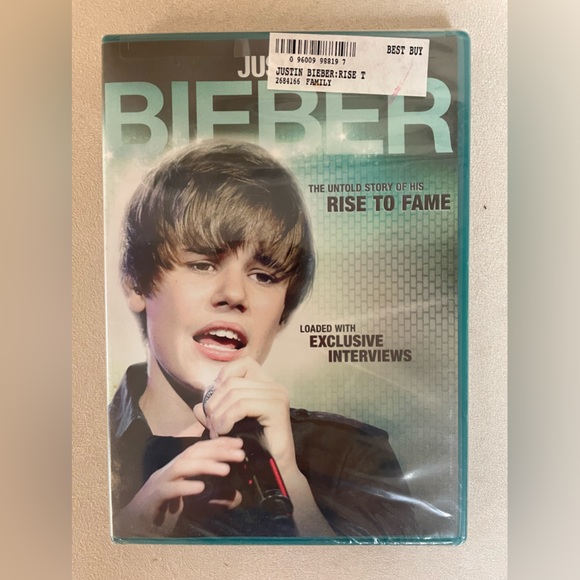 0 96009 98819 7
BEST BUY
JUSTIN BIEBER:RISE T
2684166 FAMILY
JUS
BIEBER
THE UNTOLD STORY OF HIS
RISE TO FAME
LOADED WITH
EXCLUSIVE
INTERVIEWS